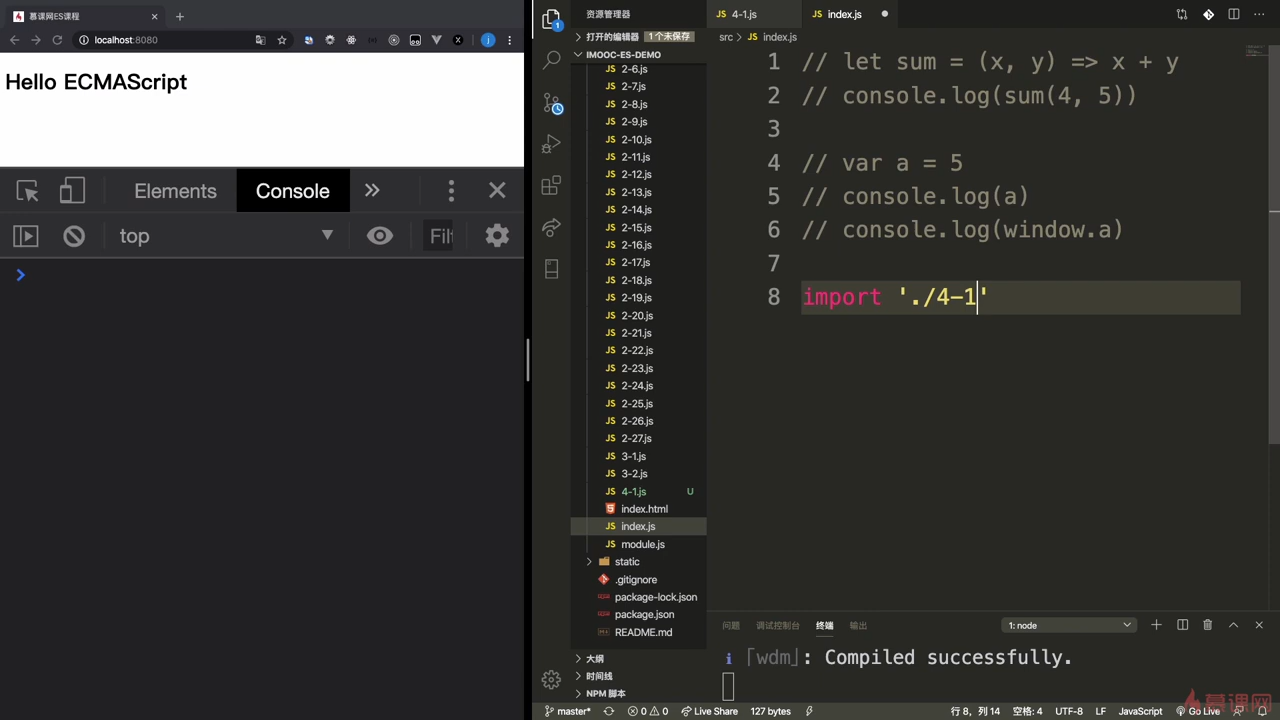 慕课网ES课程
localhost:8080
Hello ECMAScript
Elements
Console
top
Filt
资源管理器
打开的编辑器 1个未保存
IMOOC-ES-DEMO
2-6.js
2-7.js
2-8.js
2-9.js
2-10.js
2-11.js
2-12.js
2-13.js
2-14.js
2-15.js
2-16.js
2-17.js
2-18.js
2-19.js
2-20.js
2-21.js
2-22.js
2-23.js
2-24.js
2-25.js
2-26.js
2-27.js
3-1.js
3-2.js
4-1.js U
index.html
index.js
module.js
static
.gitignore
package-lock.json
package.json
README.md
大纲
时间线
NPM 脚本
4-1.js
index.js
src > JS index.js
1 // let sum = (x, y) => x + y
2 // console.log(sum(4, 5))
3
4 // var a = 5
5 // console.log(a)
6 // console.log(window.a)
7
8 import './4-1'
问题 调试控制台 终端 输出
1: node
i ｢wdm｣: Compiled successfully.
master* 0 0 Live Share 127 bytes
行 8, 列 14 空格: 4 UTF-8 LF JavaScript Go Live
慕课网